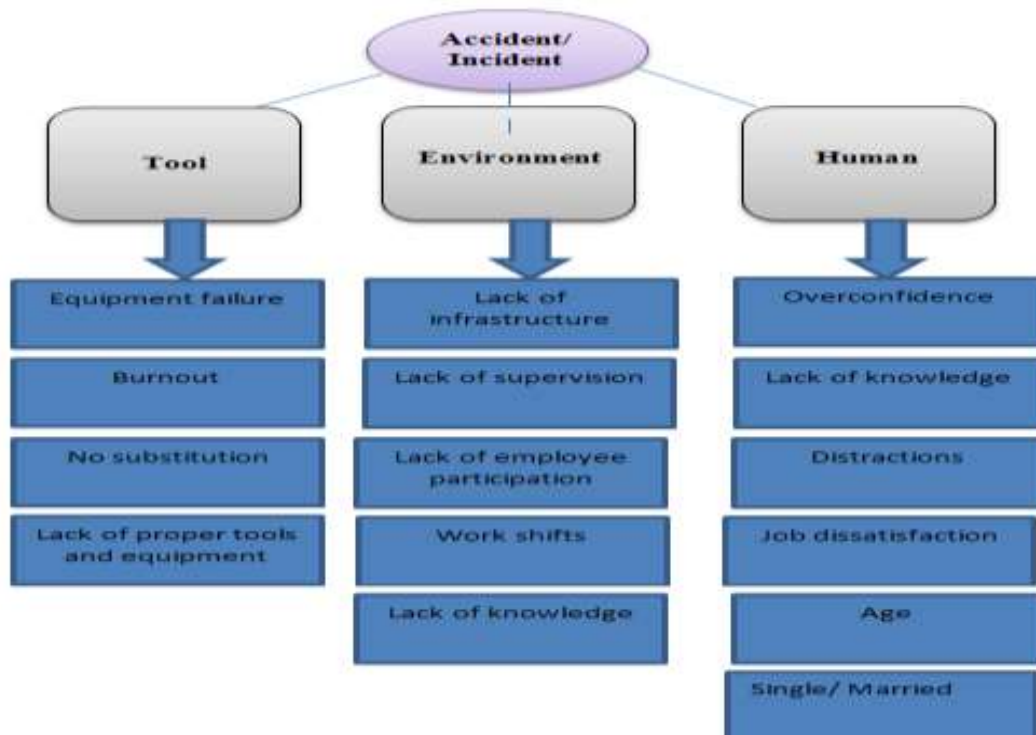 Accident/
Incident
Tool
Environment
Human
Equipment failure
Burnout
No substitution
Lack of proper tools
and equipment
Lack of
infrastructure
Lack of supervision
Lack of employee
participation
Work shifts
Lack of knowledge
Overconfidence
Lack of knowledge
Distractions
Job dissatisfaction
Age
Single/ Married